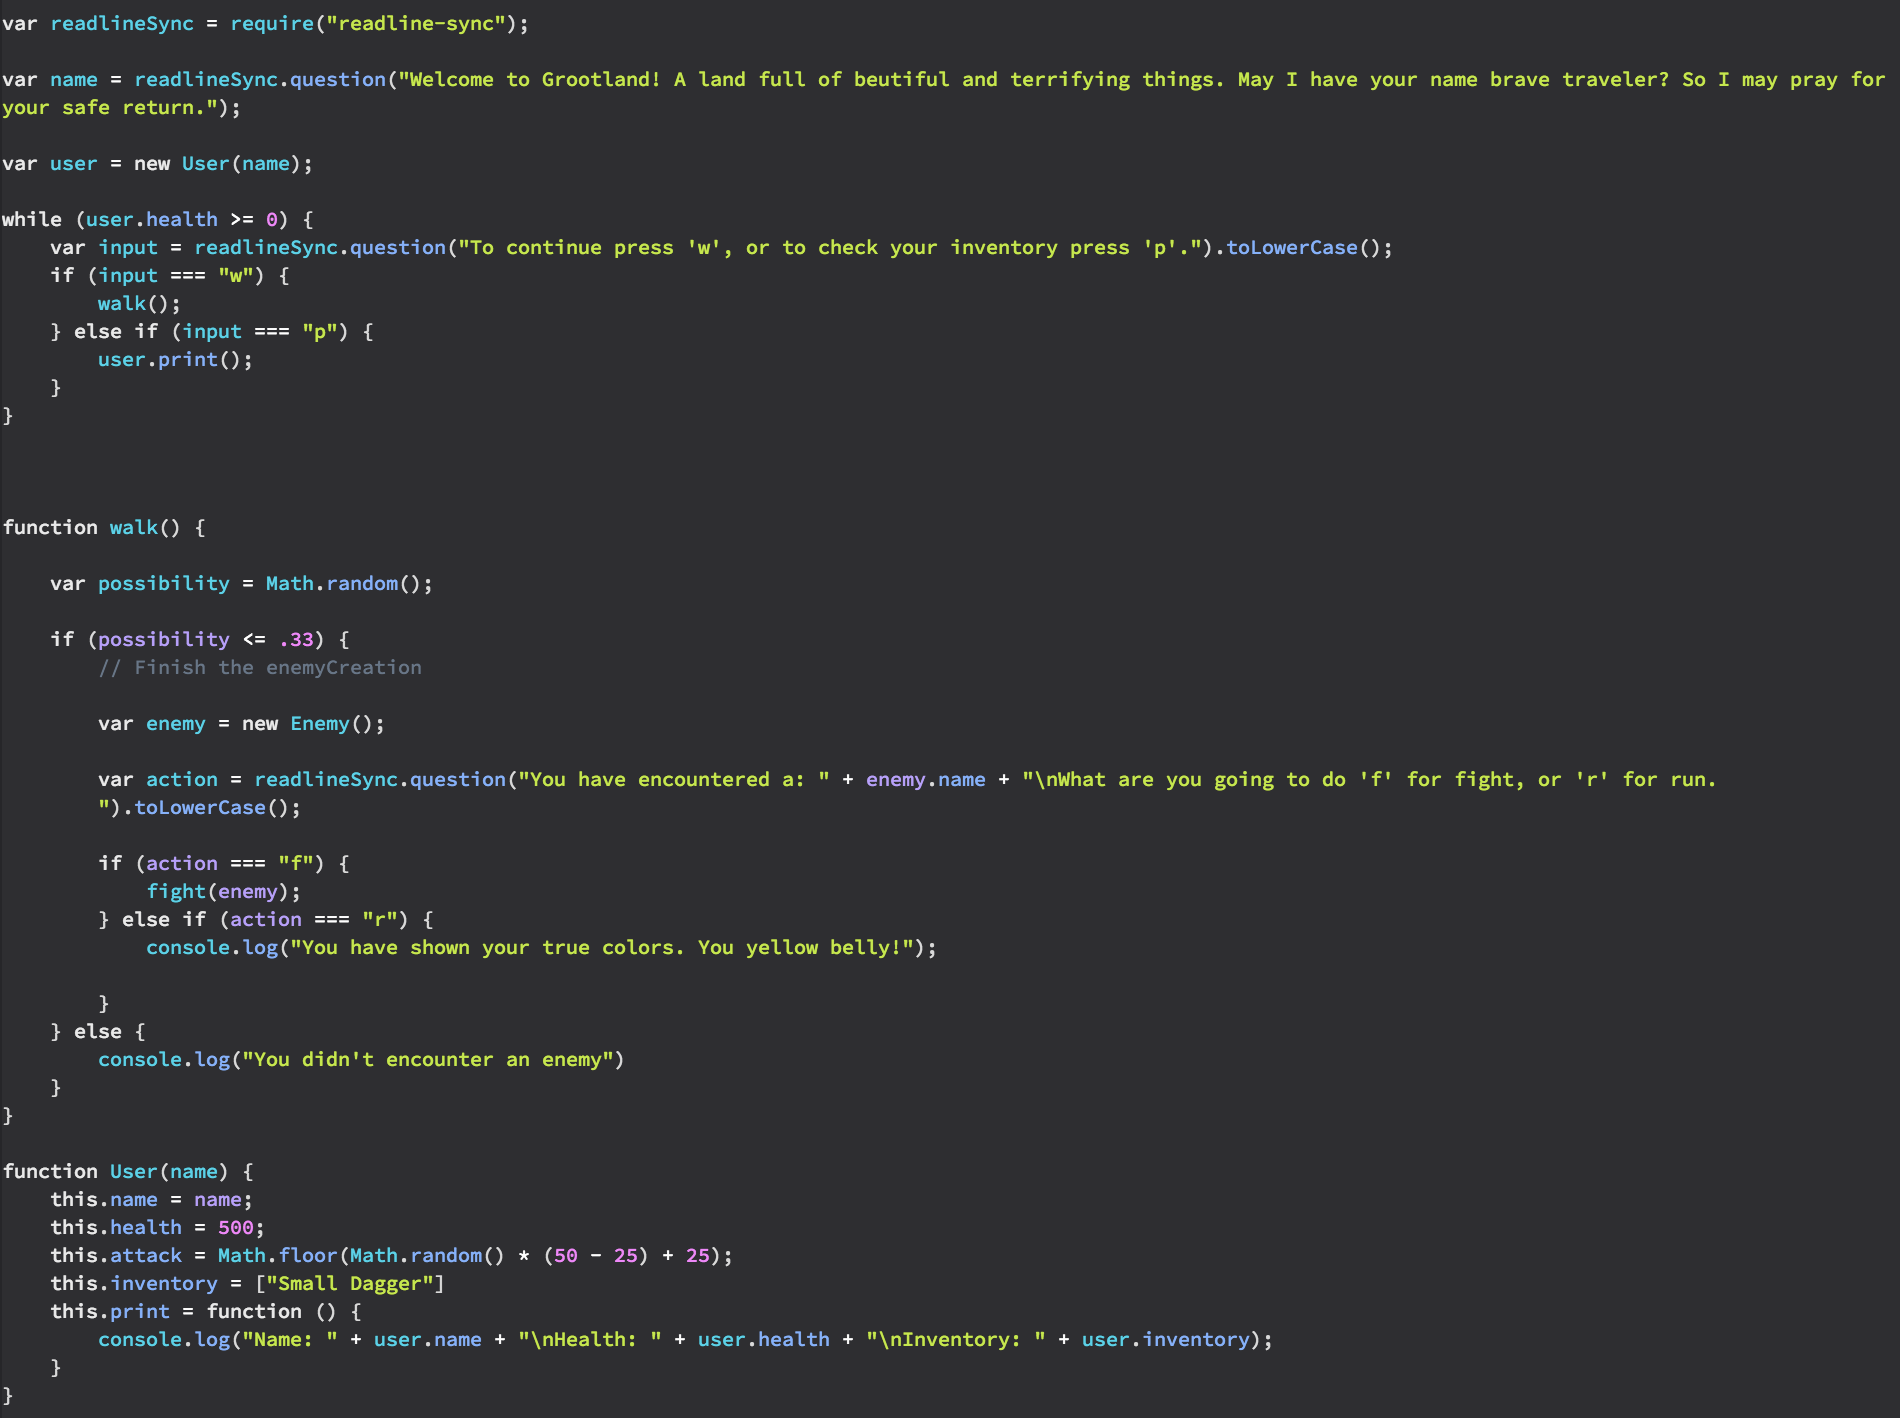 var readlineSync = require("readline-sync");
var name = readlineSync.question("Welcome to Grootland! A land full of beutiful and terrifying things. May I have your name brave traveler? So I may pray for
your safe return.");
var user = new User(name);
while (user.health >= 0) {
    var input = readlineSync.question("To continue press 'w', or to check your inventory press 'p'.").toLowerCase();
    if (input === "w") {
        walk();
    } else if (input === "p") {
        user.print();
    }
}
function walk() {
    var possibility = Math.random();
    if (possibility <= .33) {
        // Finish the enemyCreation
        var enemy = new Enemy();
        var action = readlineSync.question("You have encountered a: " + enemy.name + "\nWhat are you going to do 'f' for fight, or 'r' for run.
        ").toLowerCase();
        if (action === "f") {
            fight(enemy);
        } else if (action === "r") {
            console.log("You have shown your true colors. You yellow belly!");
        }
    } else {
        console.log("You didn't encounter an enemy")
    }
}
function User(name) {
    this.name = name;
    this.health = 500;
    this.attack = Math.floor(Math.random() * (50 - 25) + 25);
    this.inventory = ["Small Dagger"]
    this.print = function () {
        console.log("Name: " + user.name + "\nHealth: " + user.health + "\nInventory: " + user.inventory);
    }
}